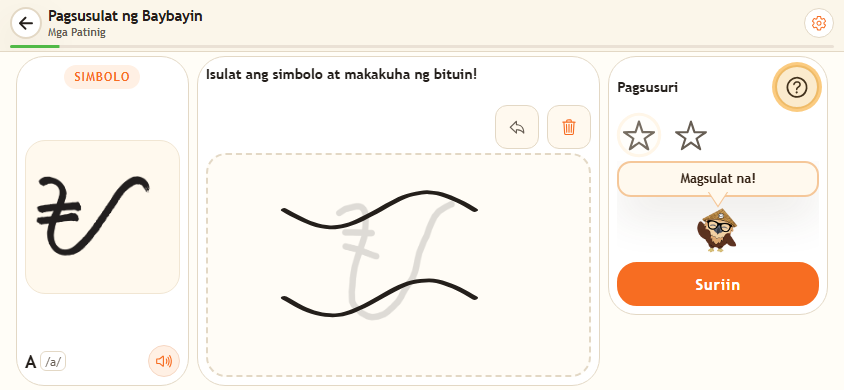 Pagsusulat ng Baybayin
Mga Patinig
SIMBOLO
ᜀ
A /a/
Isulat ang simbolo at makakuha ng bituin!
ᜁ
Pagsusuri
?
Magsulat na!
Suriin